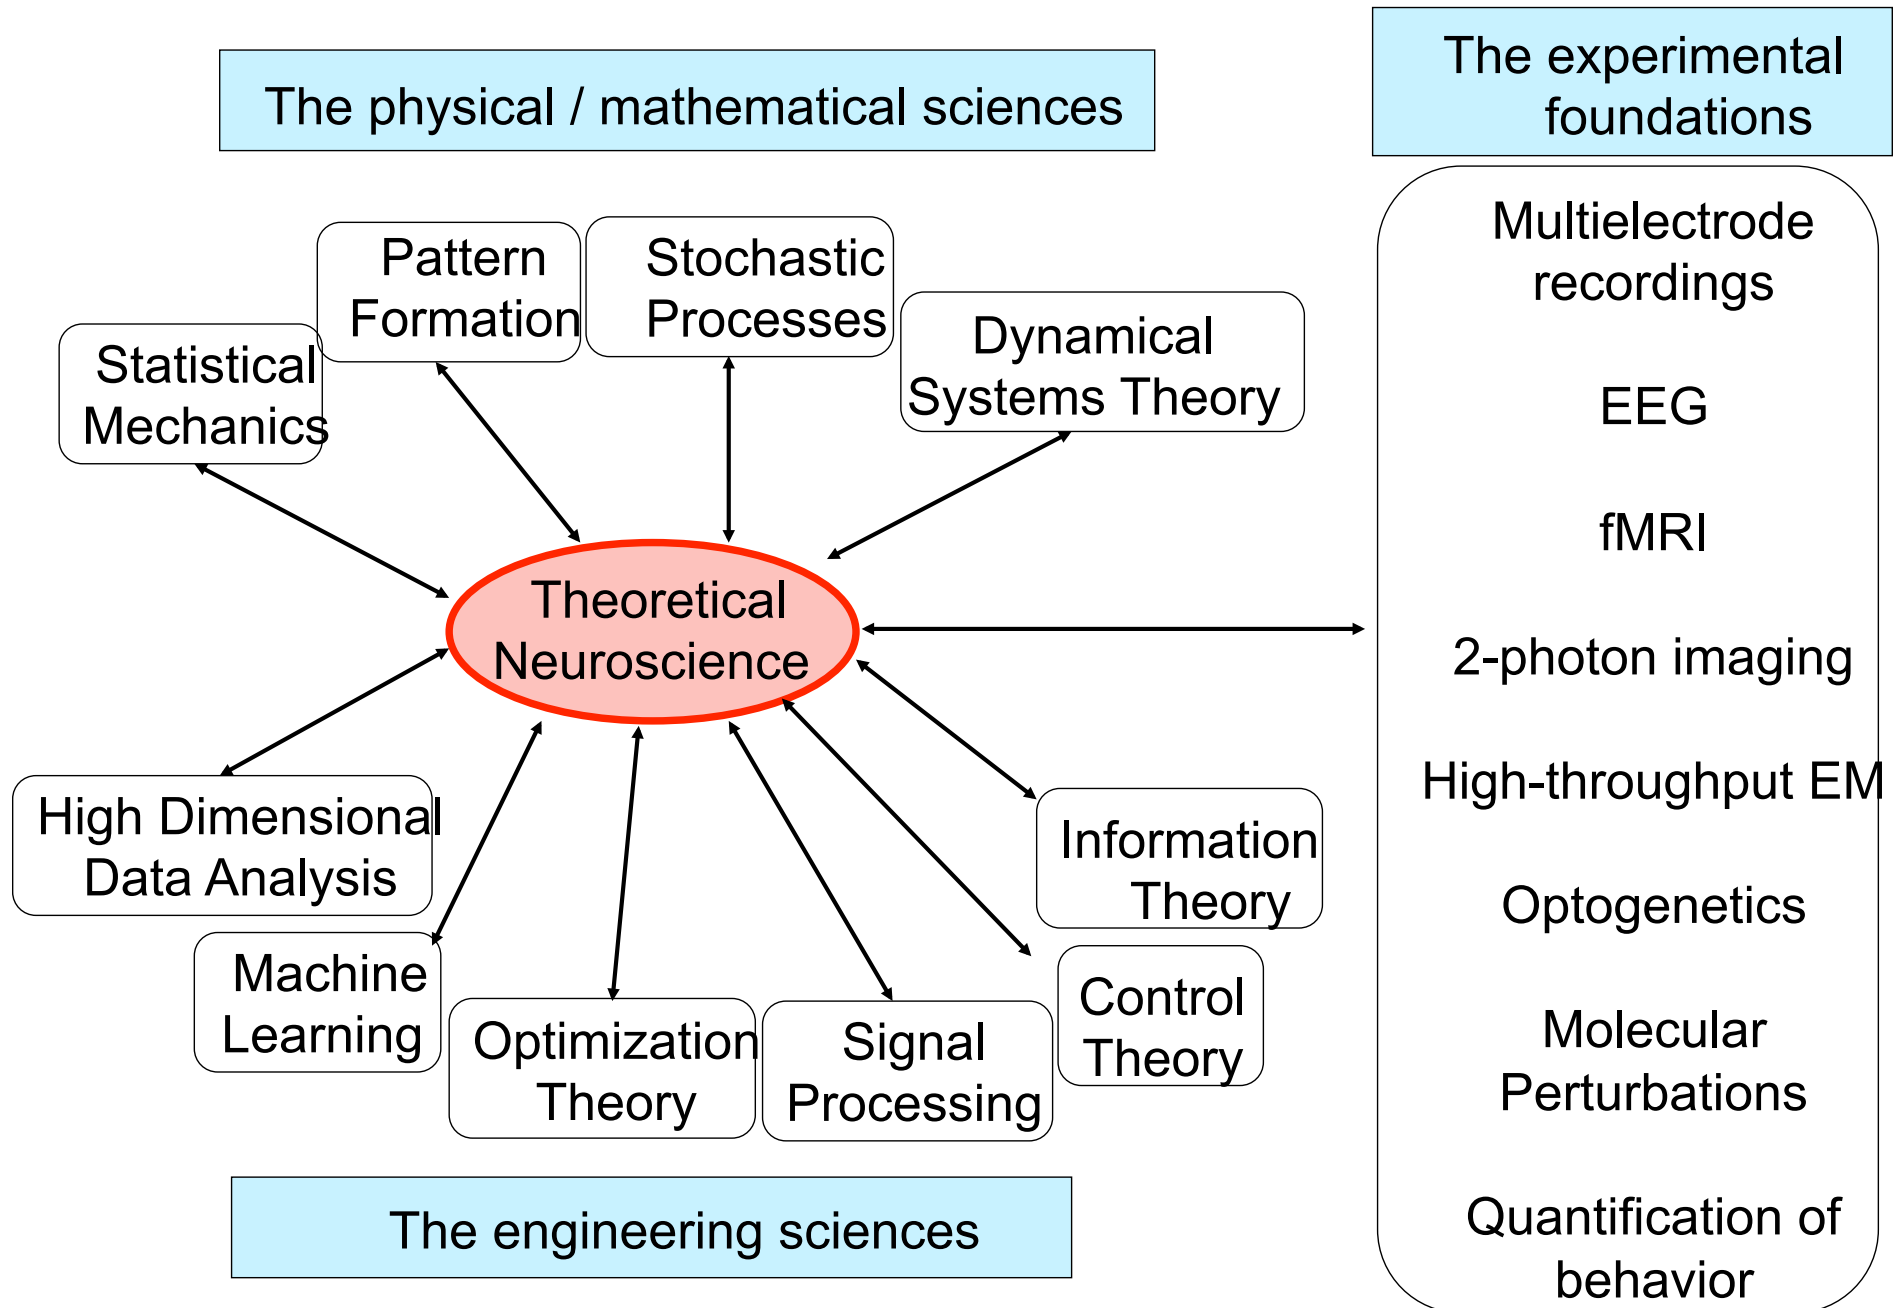 The physical / mathematical sciences
The experimental
foundations
Pattern
Formation
Stochastic
Processes
Statistical
Mechanics
Dynamical
Systems Theory
Theoretical
Neuroscience
High Dimensional
Data Analysis
Machine
Learning
Optimization
Theory
Signal
Processing
Control
Theory
Information
Theory
The engineering sciences
Multielectrode
recordings
EEG
fMRI
2-photon imaging
High-throughput EM
Optogenetics
Molecular
Perturbations
Quantification of
behavior